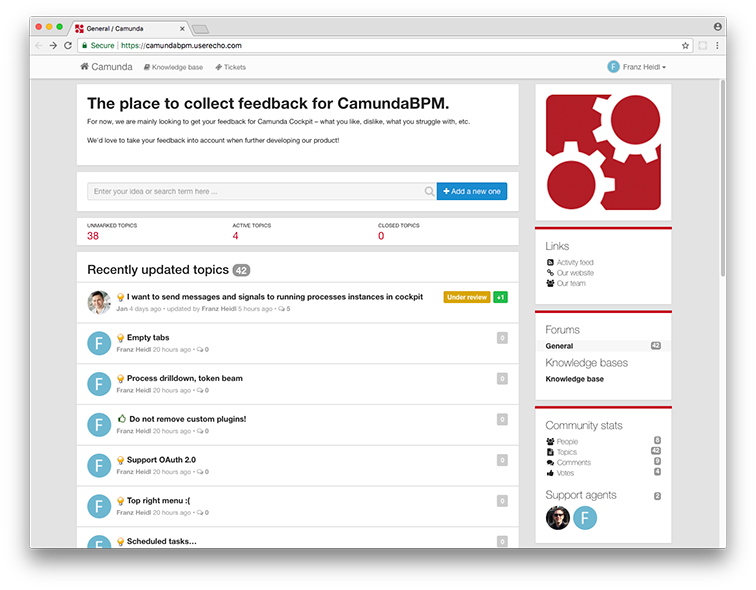 General / Camunda
Secure | https://camundabpm.userecho.com
Camunda Knowledge base Tickets F Franz Heidl
The place to collect feedback for CamundaBPM.
For now, we are mainly looking to get your feedback for Camunda Cockpit – what you like, dislike, what you struggle with, etc.
We'd love to take your feedback into account when further developing our product!
Enter your idea or search term here ... + Add a new one
UNMARKED TOPICS ACTIVE TOPICS CLOSED TOPICS
38 4 0
Recently updated topics 42
I want to send messages and signals to running processes instances in cockpit Under review +1
Jan 4 days ago • updated by Franz Heidl 5 hours ago • 5
F Empty tabs 0
Franz Heidl 20 hours ago • 0
F Process drilldown, token beam 0
Franz Heidl 20 hours ago • 0
F Do not remove custom plugins! 0
Franz Heidl 20 hours ago • 0
F Support OAuth 2.0 0
Franz Heidl 20 hours ago • 0
F Top right menu :( 0
Franz Heidl 20 hours ago • 0
F Scheduled tasks... 0
Links
Activity feed
Our website
Our team
Forums
General 42
Knowledge bases
Knowledge base
Community stats
People
Topics 42
Comments
Votes 4
Support agents 2
F